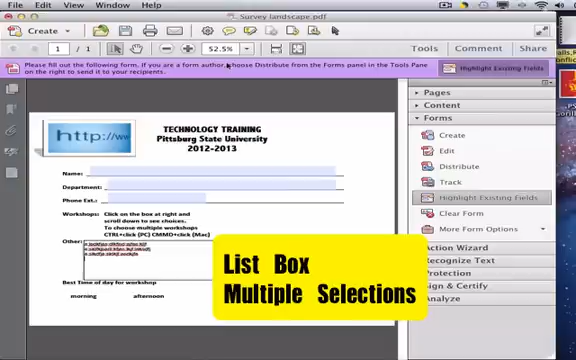 File Edit View Window Help
Survey landscape.pdf
Create
1 / 1 52.5% Tools Comment Share
Please fill out the following form. If you are a form author, choose Distribute from the Forms panel in the Tools Pane
on the right to send it to your recipients.
Highlight Existing Fields
Pages
Content
Forms
Create
Edit
Distribute
Track
Highlight Existing Fields
Clear Form
More Form Options
Action Wizard
Recognize Text
Protection
Sign & Certify
Analyze
http://ww
TECHNOLOGY TRAINING
Pittsburg State University
2012-2013
Name:
Department:
Phone Ext.:
Workshops: Click on the box at right and
scroll down to see choices.
To choose multiple workshops
CTRL+click (PC) CMMD+click (Mac)
Other:
Best Time of day for workshop
morning afternoon
List Box
Multiple Selections